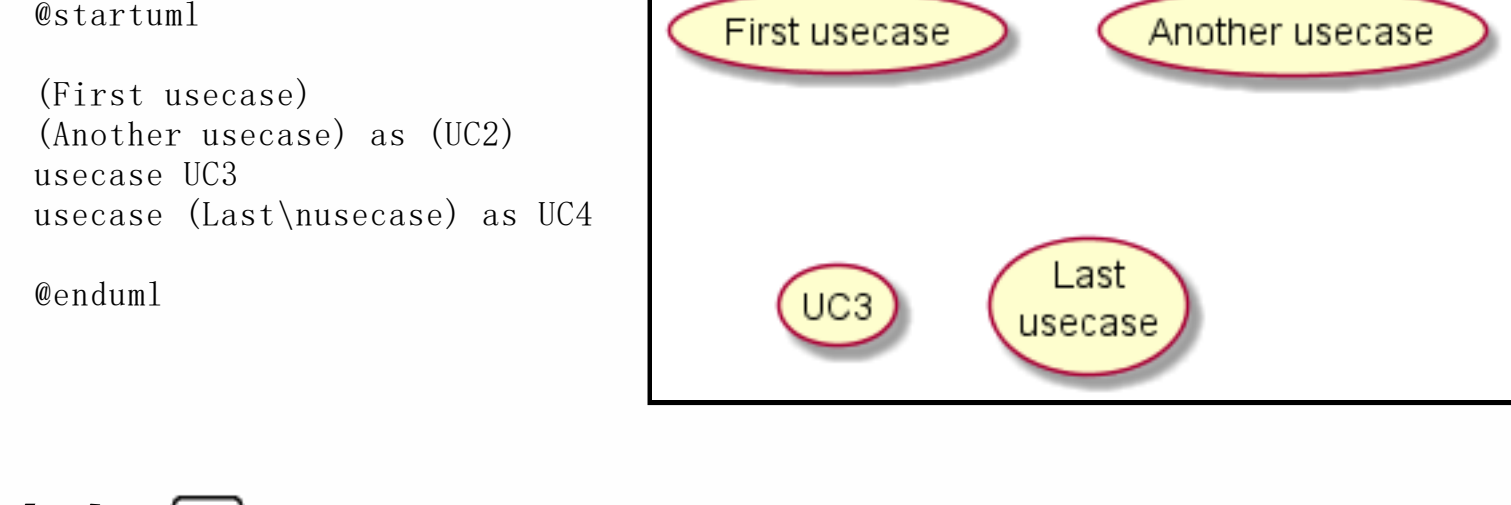 @startuml
(First usecase)
(Another usecase) as (UC2)
usecase UC3
usecase (Last\nusecase) as UC4
@enduml
First usecase
Another usecase
UC3
Last
usecase